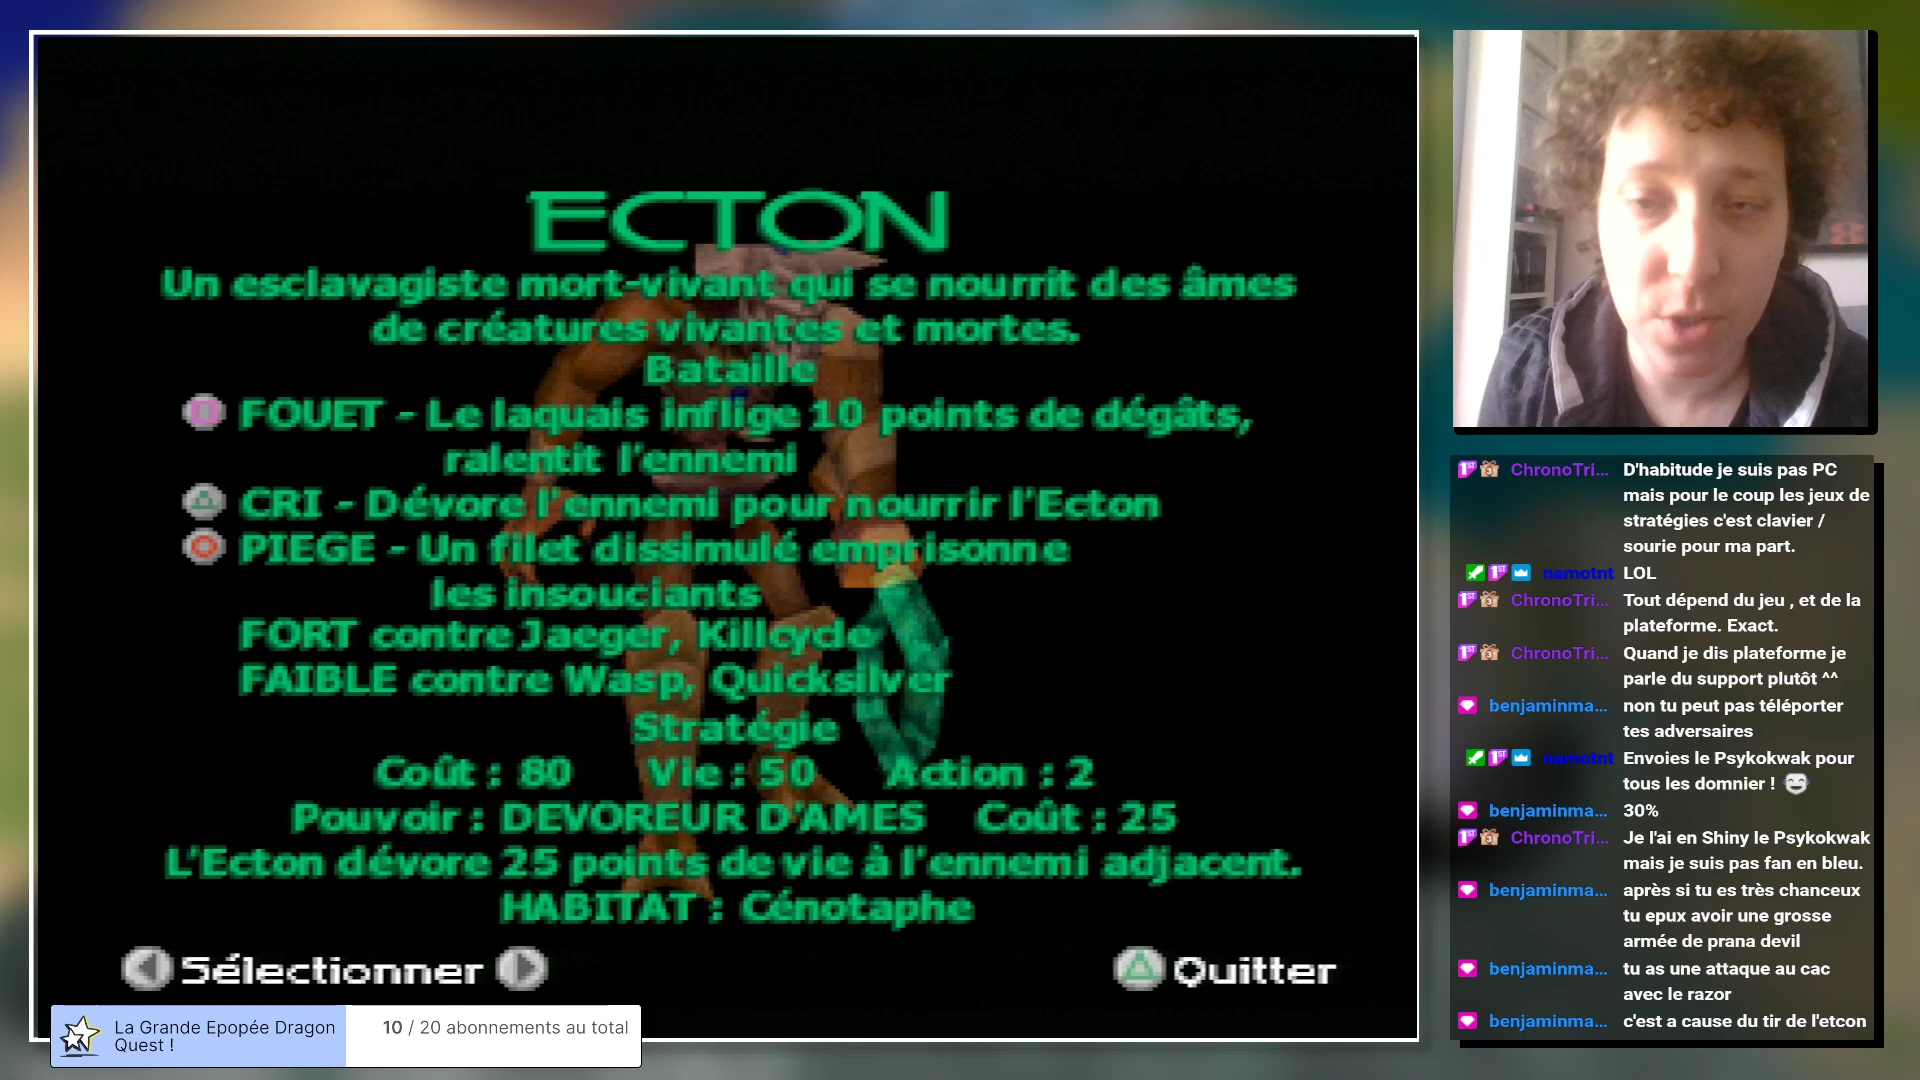 ECTON
Un esclavagiste mort-vivant qui se nourrit des âmes
de créatures vivantes et mortes.
Bataille
FOUET - Le laquais inflige 10 points de dégâts,
ralentit l'ennemi
CRI - Dévore l'ennemi pour nourrir l'Ecton
PIEGE - Un filet dissimulé emprisonne
les insouciants
FORT contre Jaeger, Killcycle
FAIBLE contre Wasp, Quicksilver
Stratégie
Coût : 80 Vie : 50 Action : 2
Pouvoir : DEVOREUR D'AMES Coût : 25
L'Ecton dévore 25 points de vie à l'ennemi adjacent.
HABITAT : Cénotaphe
Sélectionner
Quitter
La Grande Epopée Dragon
Quest !
10 / 20 abonnements au total
ChronoTri... D'habitude je suis pas PC
mais pour le coup les jeux de
stratégies c'est clavier /
sourie pour ma part.
namotnt LOL
ChronoTri... Tout dépend du jeu , et de la
plateforme. Exact.
ChronoTri... Quand je dis plateforme je
parle du support plutôt ^^
benjaminma... non tu peut pas téléporter
tes adversaires
namotnt Envoies le Psykokwak pour
tous les domnier !
benjaminma... 30%
ChronoTri... Je l'ai en Shiny le Psykokwak
mais je suis pas fan en bleu.
benjaminma... après si tu es très chanceux
tu epux avoir une grosse
armée de prana devil
benjaminma... tu as une attaque au cac
avec le razor
benjaminma... c'est a cause du tir de l'etcon